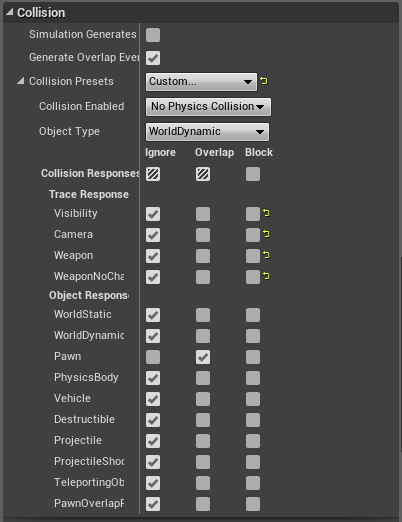 Collision
Simulation Generates
Generate Overlap Eve
Collision Presets Custom...
Collision Enabled No Physics Collision
Object Type WorldDynamic
Ignore Overlap Block
Collision Responses
Trace Response
Visibility
Camera
Weapon
WeaponNoCha
Object Response
WorldStatic
WorldDynamic
Pawn
PhysicsBody
Vehicle
Destructible
Projectile
ProjectileShoo
TeleportingOb
PawnOverlapF